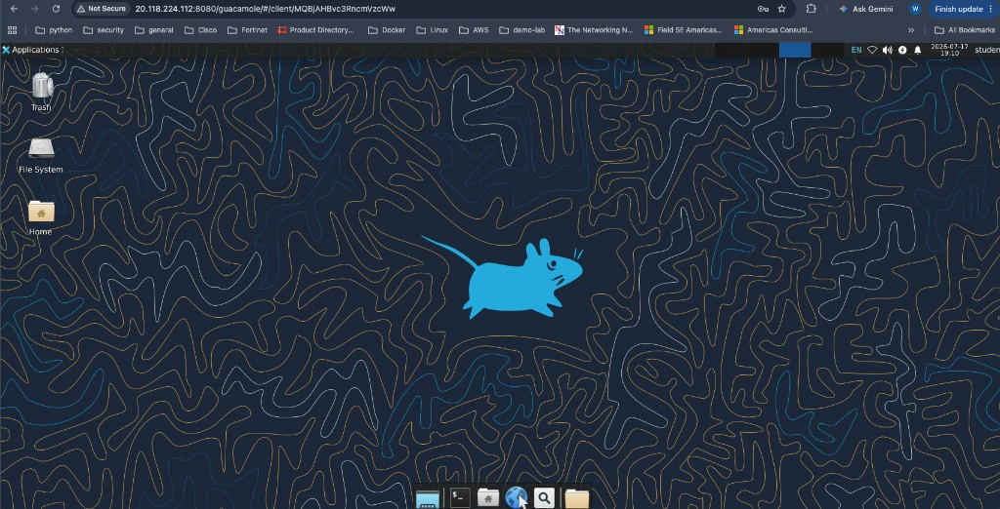 Not Secure 20.118.224.112:8080/guacamole/#/client/MQBjAHBvc3RncmVzcWw Ask Gemini W Finish update
python security general Cisco Fortinet Product Directory... Docker Linux AWS demo-lab The Networking N... Field SE Americas... Americas Consulti... » All Bookmarks
Applications EN 2026-07-17
19:10 studen
Trash
File System
Home
$_